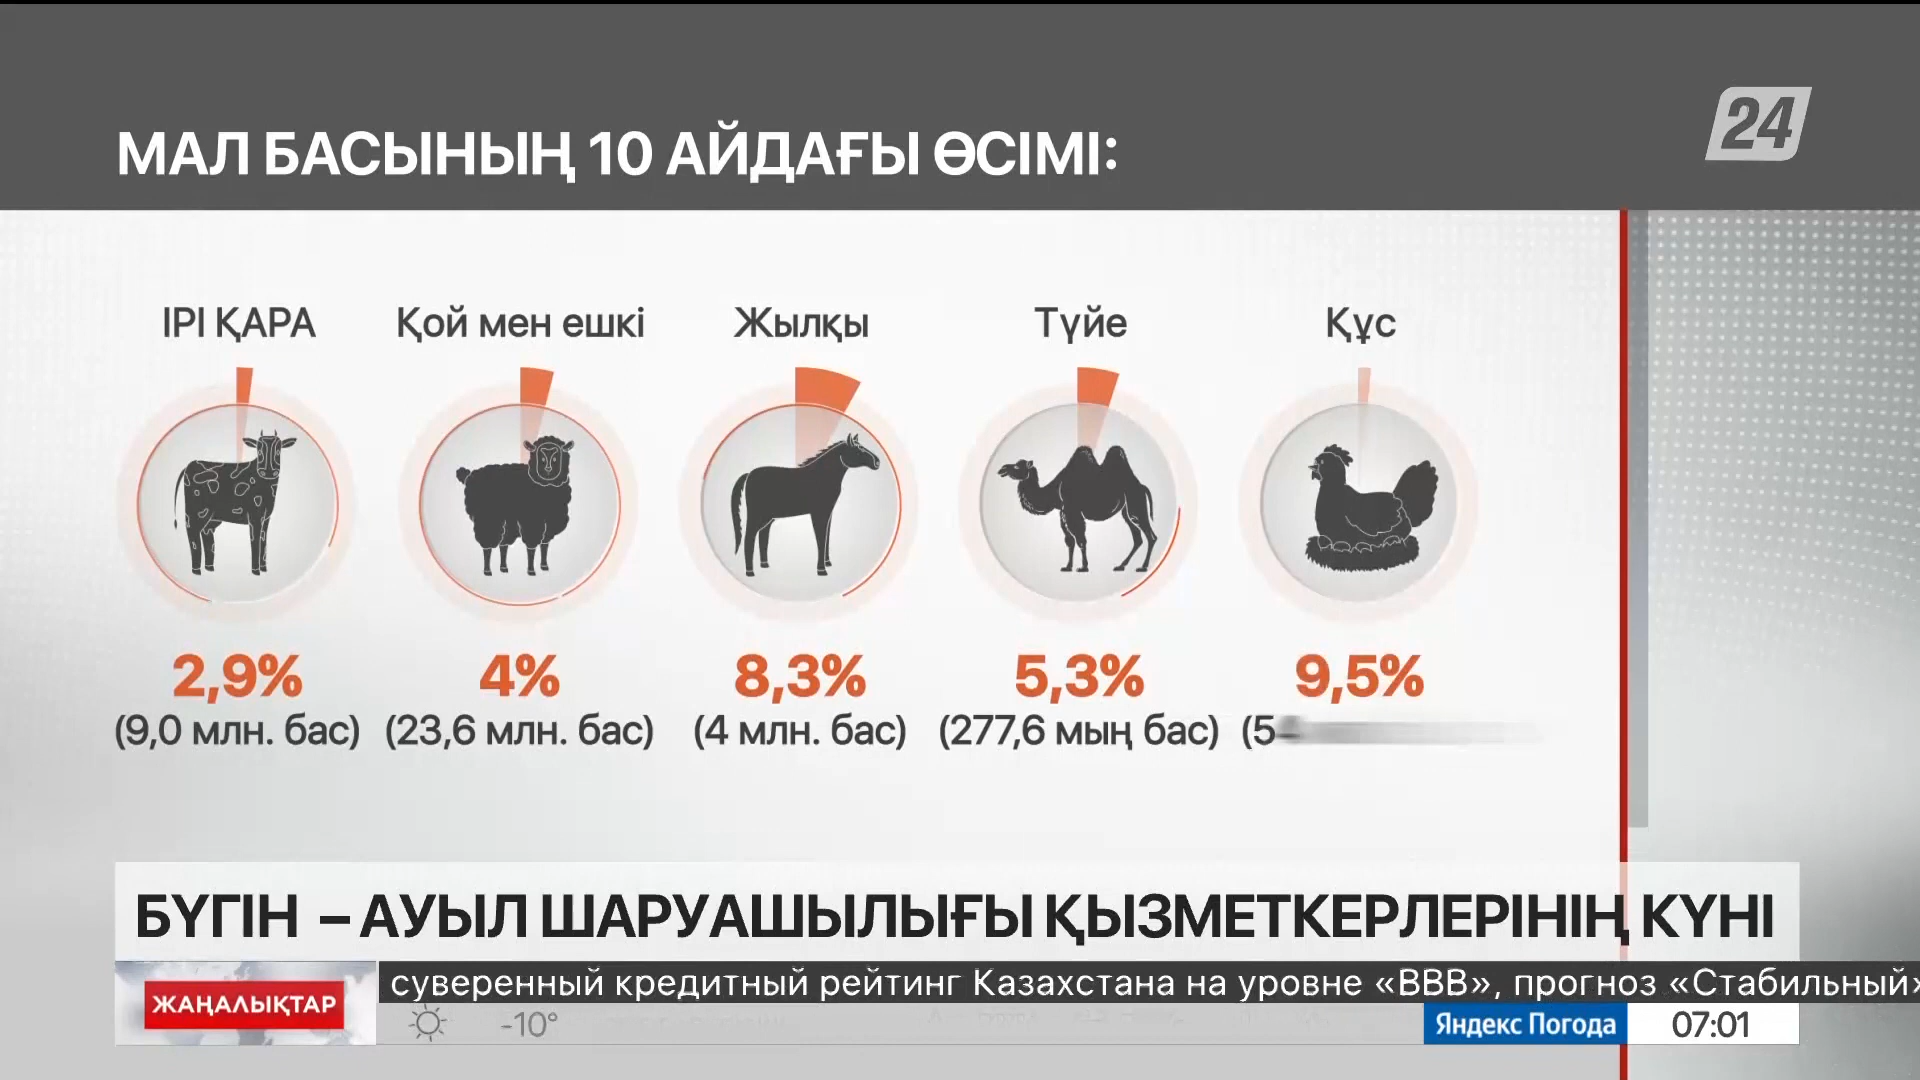 24
МАЛ БАСЫНЫҢ 10 АЙДАҒЫ ӨСІМІ:
ІРІ ҚАРА
Қой мен ешкі
Жылқы
Түйе
Құс
2,9%
4%
8,3%
5,3%
9,5%
(9,0 млн. бас)
(23,6 млн. бас)
(4 млн. бас)
(277,6 мың бас)
(5
БҮГІН – АУЫЛ ШАРУАШЫЛЫҒЫ ҚЫЗМЕТКЕРЛЕРІНІҢ КҮНІ
ЖАҢАЛЫҚТАР
суверенный кредитный рейтинг Казахстана на уровне «BBB», прогноз «Стабильный»
-10°
Яндекс Погода
07:01